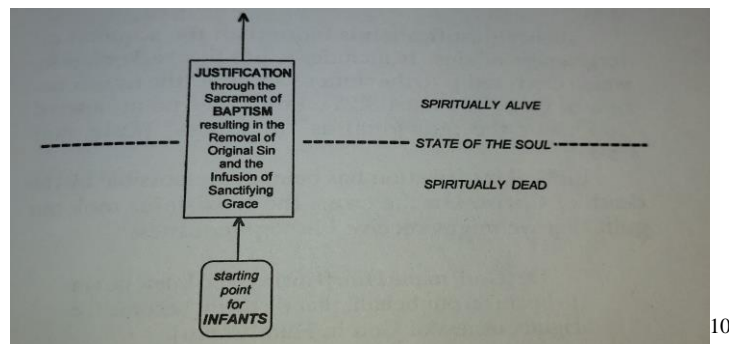 JUSTIFICATION
through the
Sacrament of
BAPTISM
resulting in the
Removal of
Original Sin
and the
Infusion of
Sanctifying
Grace
SPIRITUALLY ALIVE
STATE OF THE SOUL
SPIRITUALLY DEAD
starting
point
for
INFANTS
10